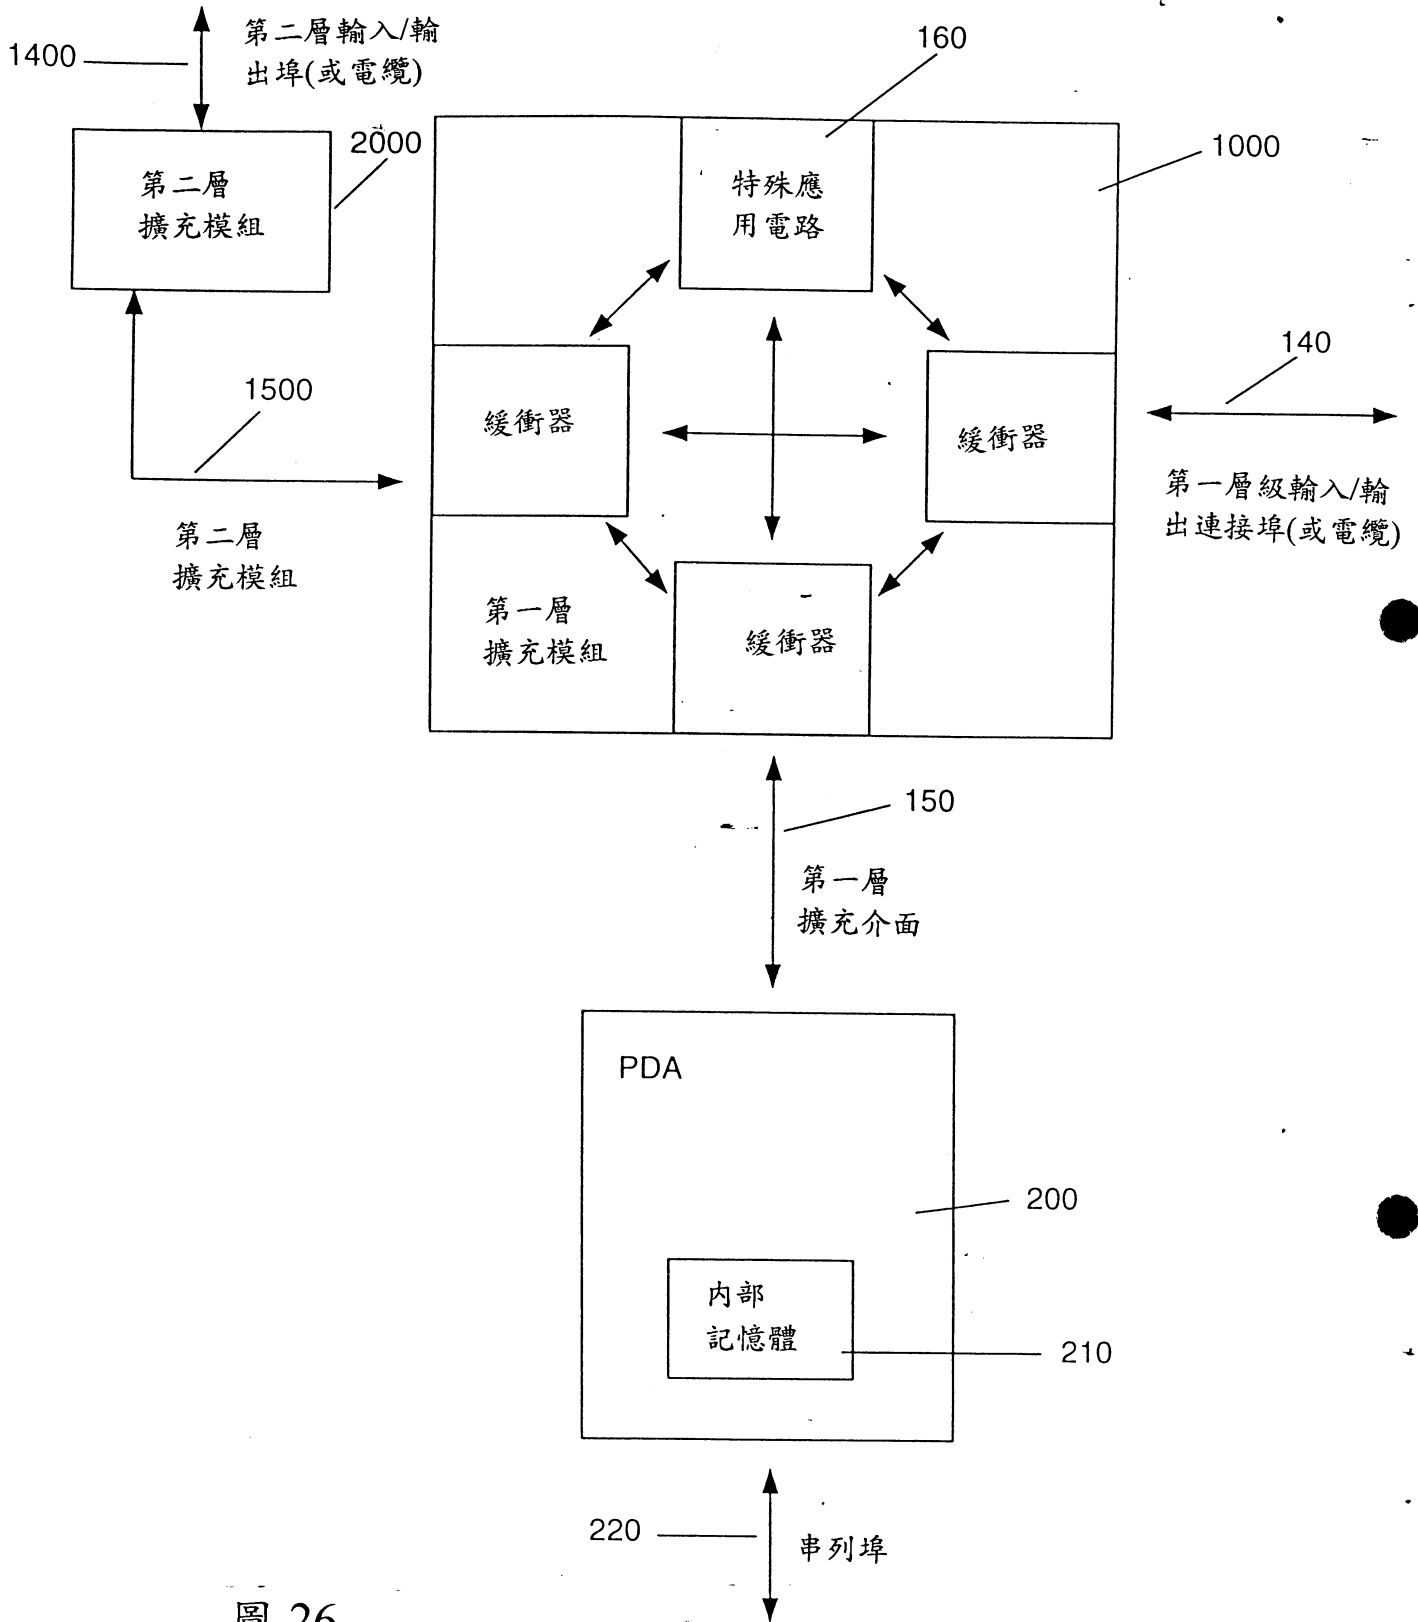 1400
第二層輸入/輸
出埠(或電纜)
160
2000
1000
第二層
擴充模組
特殊應
用電路
140
1500
緩衝器
緩衝器
第一層級輸入/輸
出連接埠(或電纜)
第二層
擴充模組
第一層
擴充模組
緩衝器
150
第一層
擴充介面
PDA
200
內部
記憶體
210
220
串列埠
圖 26